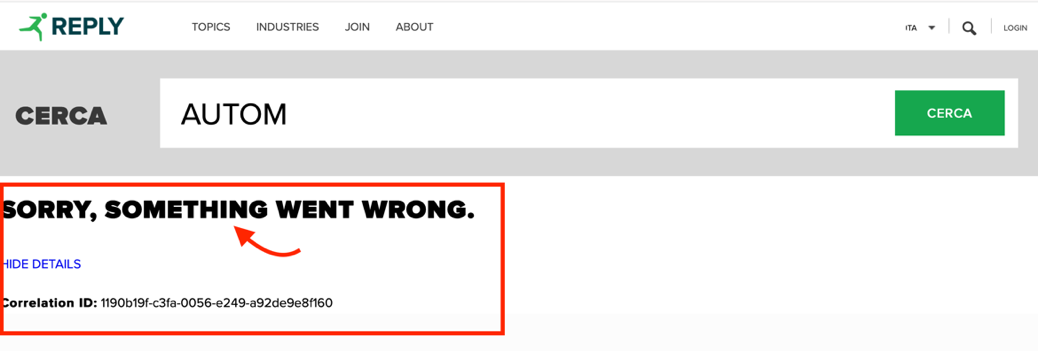 REPLY TOPICS INDUSTRIES JOIN ABOUT ITA LOGIN
CERCA AUTOM CERCA
SORRY, SOMETHING WENT WRONG.
HIDE DETAILS
Correlation ID: 1190b19f-c3fa-0056-e249-a92de9e8f160